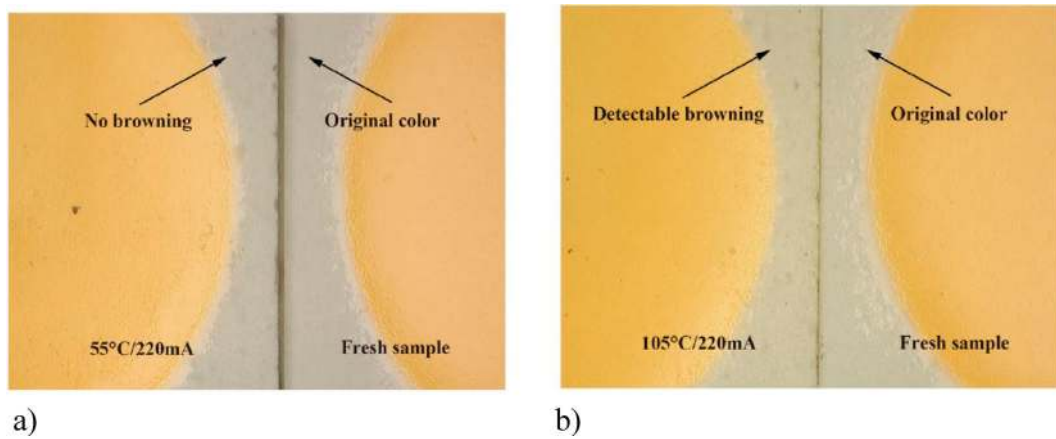 No browning Original color
55°C/220mA Fresh sample
a)
Detectable browning Original color
105°C/220mA Fresh sample
b)